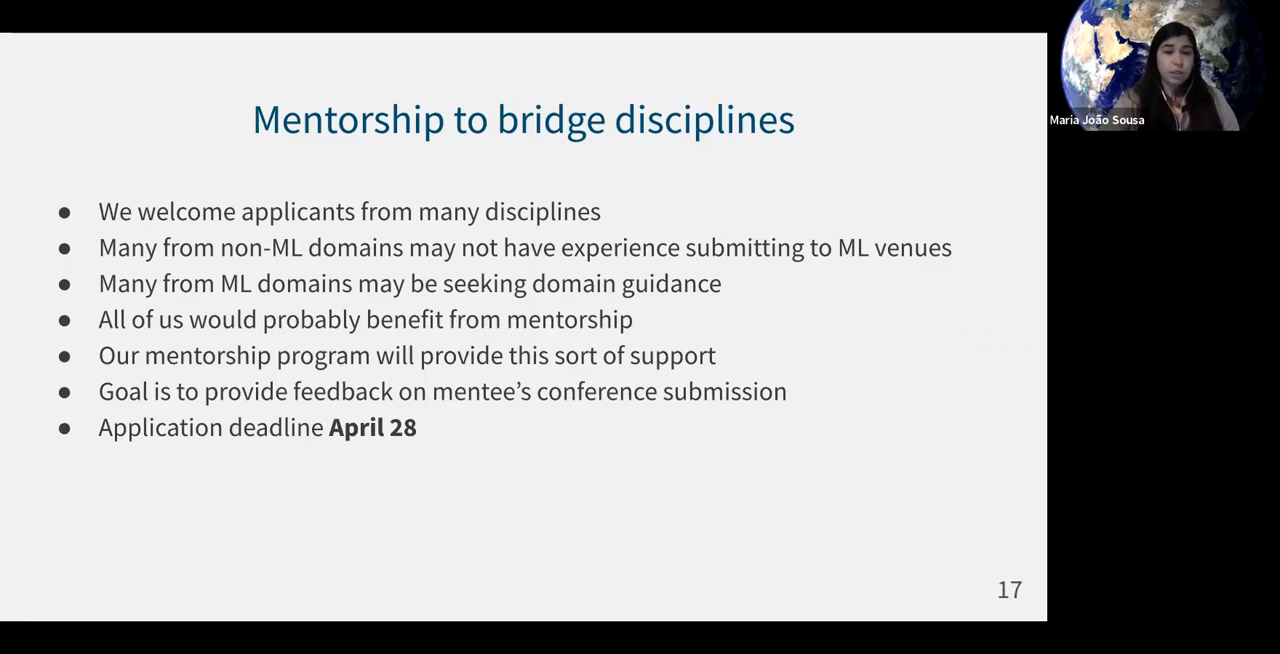 Mentorship to bridge disciplines
● We welcome applicants from many disciplines
● Many from non-ML domains may not have experience submitting to ML venues
● Many from ML domains may be seeking domain guidance
● All of us would probably benefit from mentorship
● Our mentorship program will provide this sort of support
● Goal is to provide feedback on mentee’s conference submission
● Application deadline April 28
17
Maria João Sousa